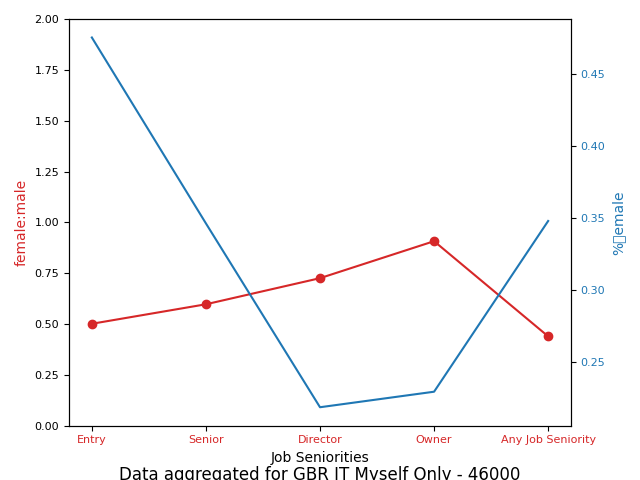 2.00
1.75
1.50
1.25
1.00
0.75
0.50
0.25
0.00
female:male
0.45
0.40
0.35
0.30
0.25
%▯emale
Entry Senior Director Owner Any Job Seniority
Job Seniorities
Data aggregated for GBR IT Myself Only - 46000